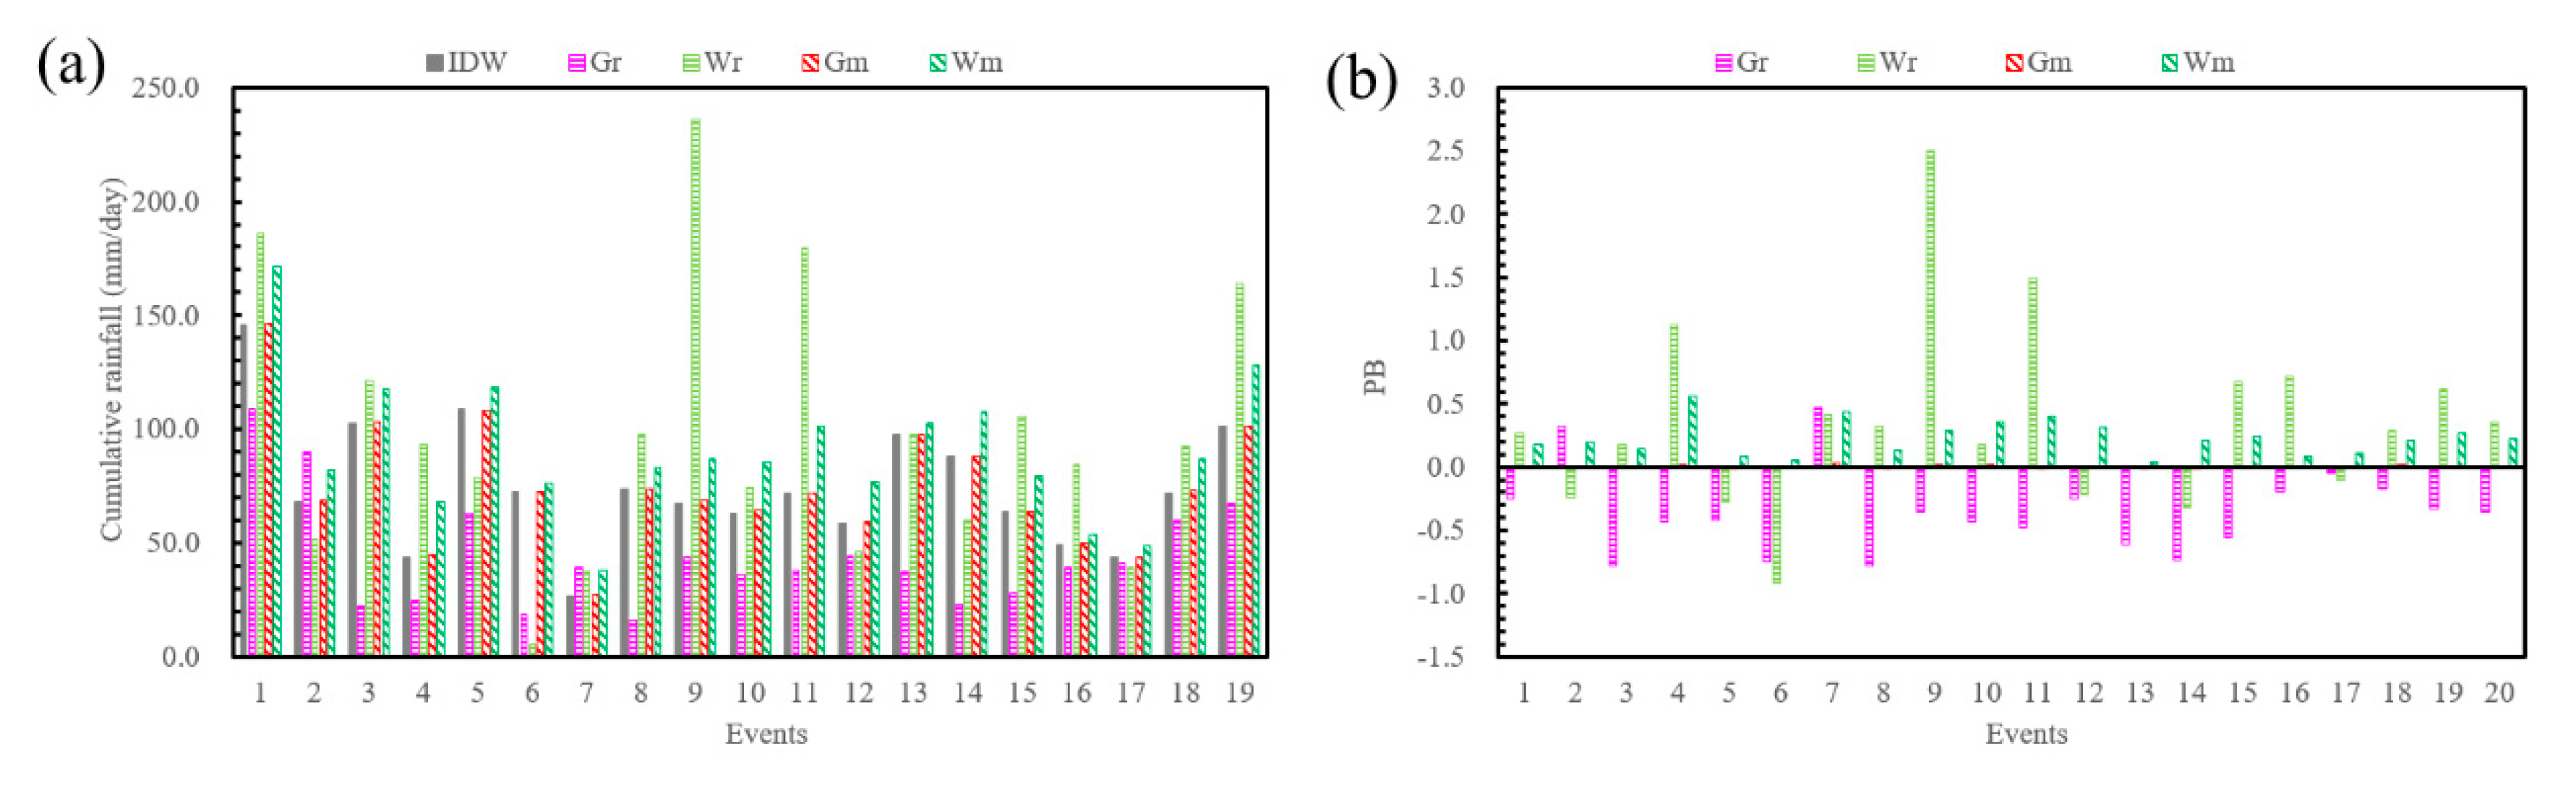 (a)
IDW Gr Wr Gm Wm
250.0
200.0
150.0
100.0
50.0
0.0
Cumulative rainfall (mm/day)
1 2 3 4 5 6 7 8 9 10 11 12 13 14 15 16 17 18 19
Events
(b)
Gr Wr Gm Wm
3.0
2.5
2.0
1.5
1.0
0.5
0.0
-0.5
-1.0
-1.5
PB
1 2 3 4 5 6 7 8 9 10 11 12 13 14 15 16 17 18 19 20
Events